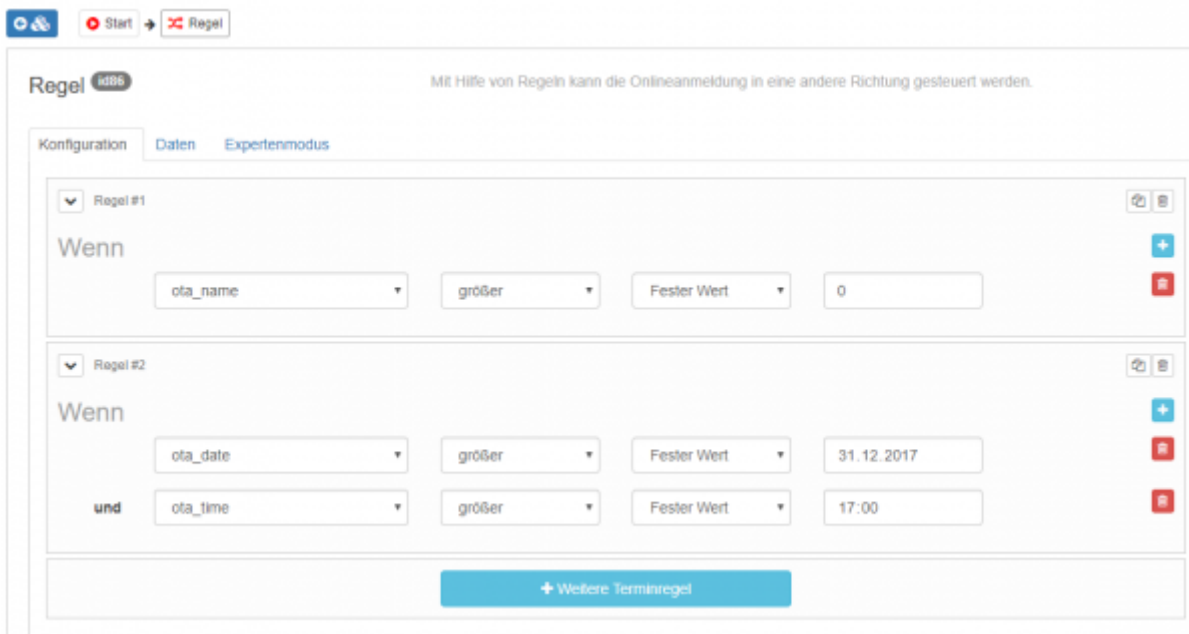 Start Regel
Regel id86 Mit Hilfe von Regeln kann die Onlineanmeldung in eine andere Richtung gesteuert werden.
Konfiguration Daten Expertenmodus
Regel #1
Wenn
ota_name größer Fester Wert 0
Regel #2
Wenn
ota_date größer Fester Wert 31.12.2017
und ota_time größer Fester Wert 17:00
+ Weitere Terminregel